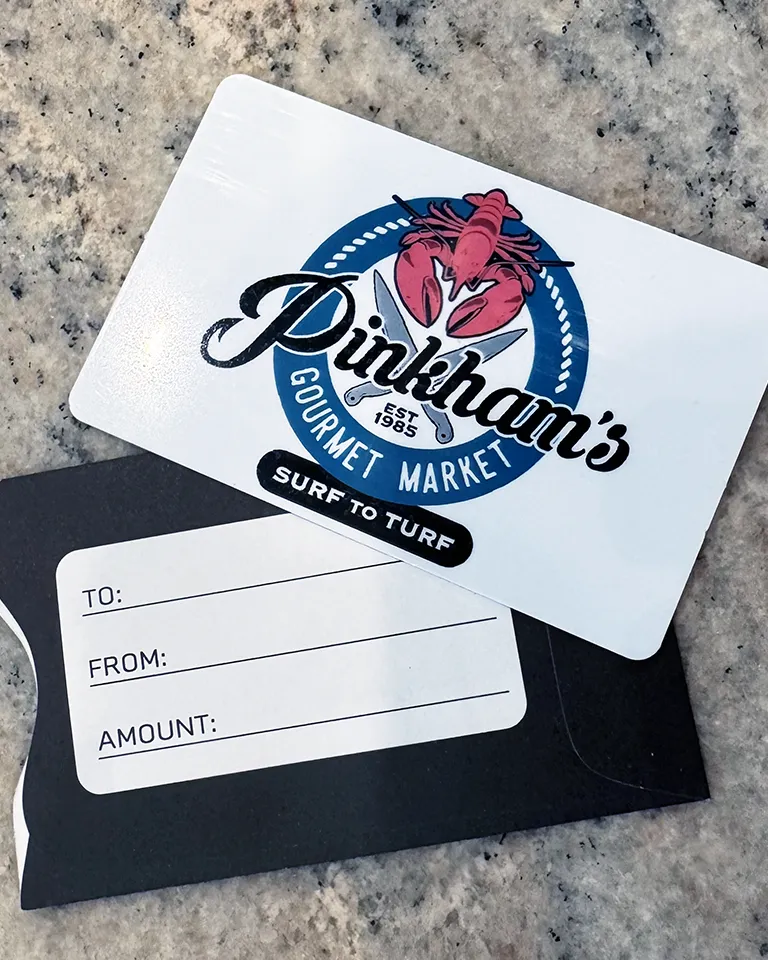 Pinkham's
EST
1985
GOURMET MARKET
SURF TO TURF
TO:
FROM:
AMOUNT: